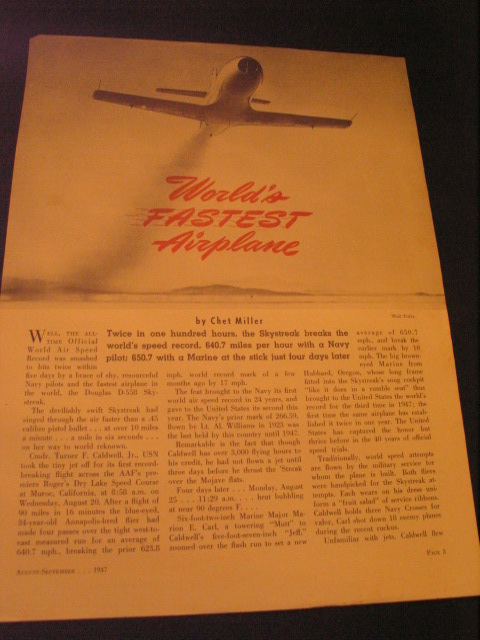 World's
FASTEST
Airplane
by Chet Miller
Twice in one hundred hours, the Skystreak breaks the
world's speed record, 640.7 miles per hour with a Navy
pilot; 650.7 with a Marine at the stick just four days later
WELL, THE ALL-
TIME Official
World Air Speed
Record was smashed
to bits twice within
five days by a brace of shy, resourceful
Navy pilots and the fastest airplane in
the world, the Douglas D-558 Sky-
streak.
The devilishly swift Skystreak had
singed through the air faster than a .45
calibre pistol bullet . . . at over 10 miles
a minute . . . a mile in six seconds . . .
on her way to world reknown.
Cmdr. Turner F. Caldwell, Jr., USN
took the tiny jet off for its first record-
breaking flight across the AAF's pre-
miere Roger's Dry Lake Speed Course
at Muroc, California, at 8:58 a.m. on
Wednesday, August 20. After a flight of
90 miles in 16 minutes the blue-eyed,
34-year-old Annapolis-bred flier had
made four passes over the tight west-to-
east measured run for an average of
640.7 mph., breaking the prior 623.8
mph. world record mark of a few
months ago by 17 mph.
The feat brought to the Navy its first
world air speed record in 24 years, and
gave to the United States its second this
year. The Navy's prior mark of 266.59,
flown by Lt. Al. Williams in 1923 was
the last held by this country until 1947.
Remarkable is the fact that though
Caldwell has over 3,000 flying hours to
his credit, he had not flown a jet until
three days before he thrust the 'Streak
over the Mojave flats.
Four days later . . . Monday, August
25 . . . 11:29 a.m. . . . heat bubbling
at near 90 degrees F. . . .
Six-foot-two-inch Marine Major Ma-
rion E. Carl, a towering "Mutt" to
Caldwell's five-foot-seven-inch "Jeff,"
zoomed over the flash run to set a new
average of 650.7
mph., and break the
earlier mark by 10
mph. The big brown-
eyed Marine from
Hubbard, Oregon, whose long frame
fitted into the Skystreak's snug cockpit
"like it does in a rumble seat" thus
brought to the United States the world's
record for the third time in 1947; the
first time the same airplane has estab-
lished it twice in one year. The United
States has captured the honor but
thrice before in the 40 years of official
speed trials.
Traditionally, world speed attempts
are flown by the military service for
whom the plane is built. Both fliers
were handpicked for the Skystreak at-
tempts. Each wears on his dress uni-
form a "fruit salad" of service ribbons.
Caldwell holds three Navy Crosses for
Carl shot down 18 enemy planes
during the recent ruckus.
Unfamiliar with jets, Caldwell flew
AUGUST-SEPTEMBER . . . 1947
PAGE 3